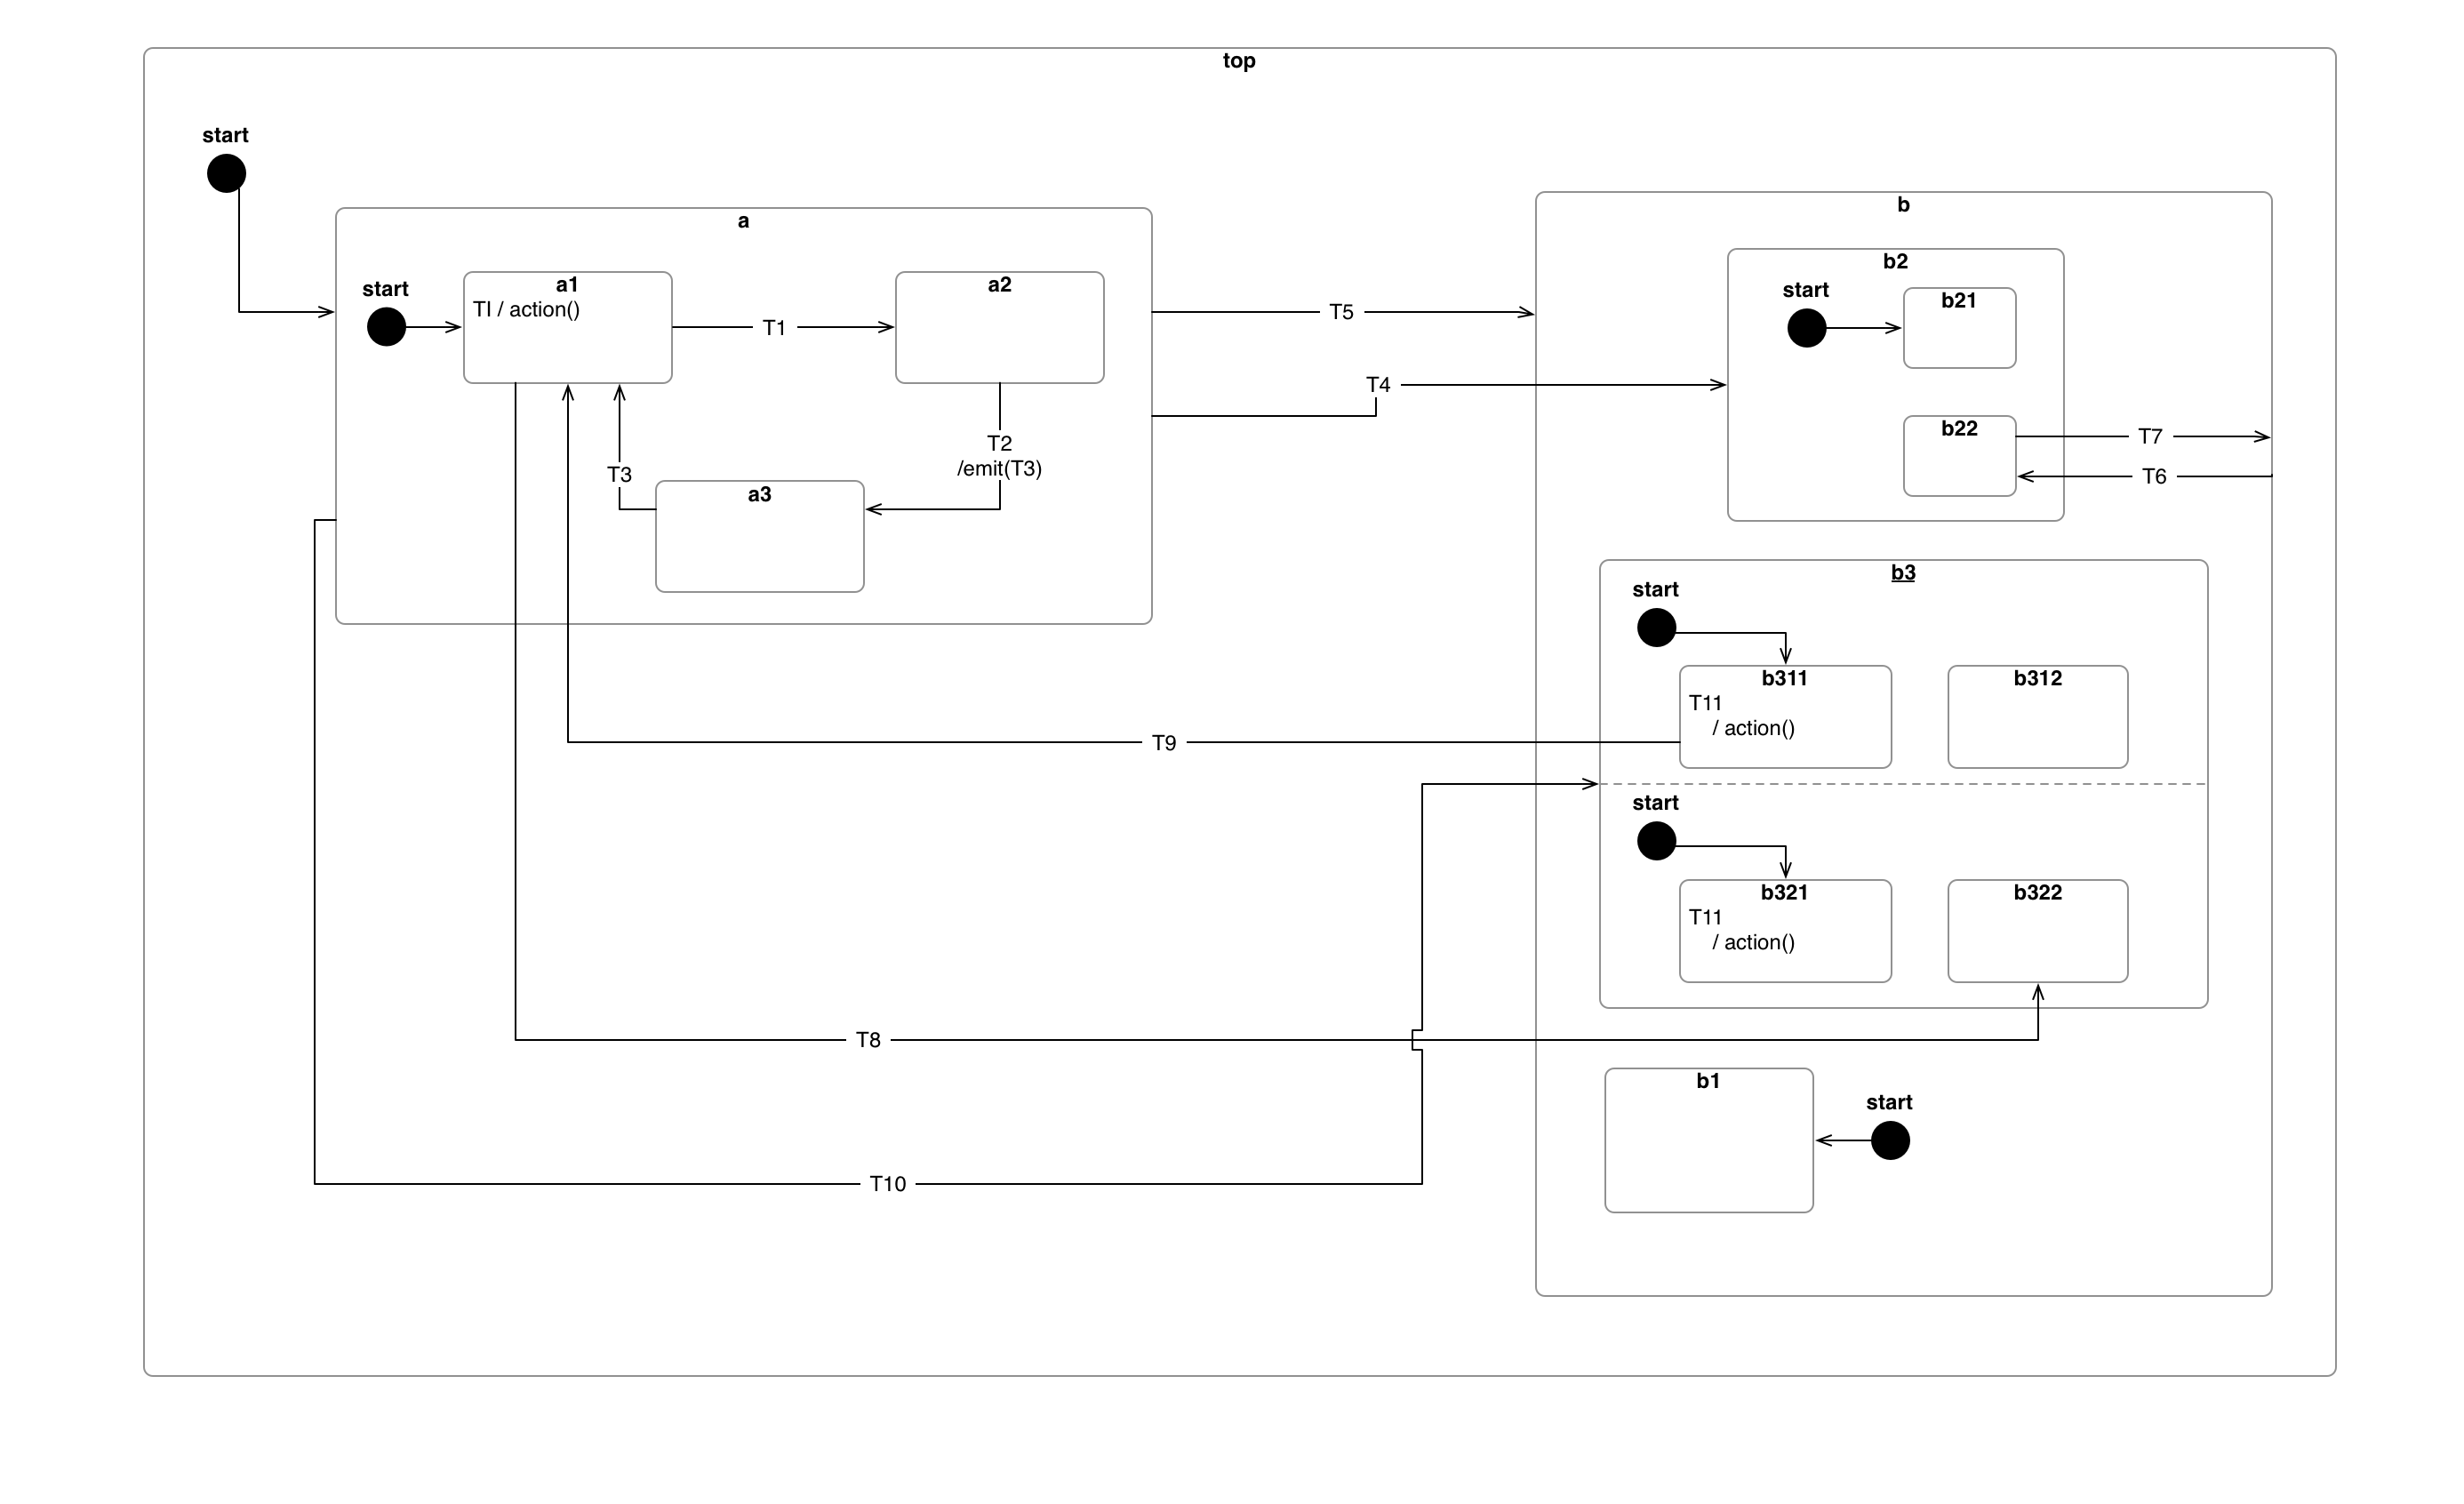 top
start
a
b
b2
start
a1
TI / action()
a2
start
b21
T1
T5
T4
b22
T2
/emit(T3)
T7
T6
T3
a3
b3
start
b311
T11
/ action()
b312
T9
start
b321
T11
/ action()
b322
T8
b1
start
T10